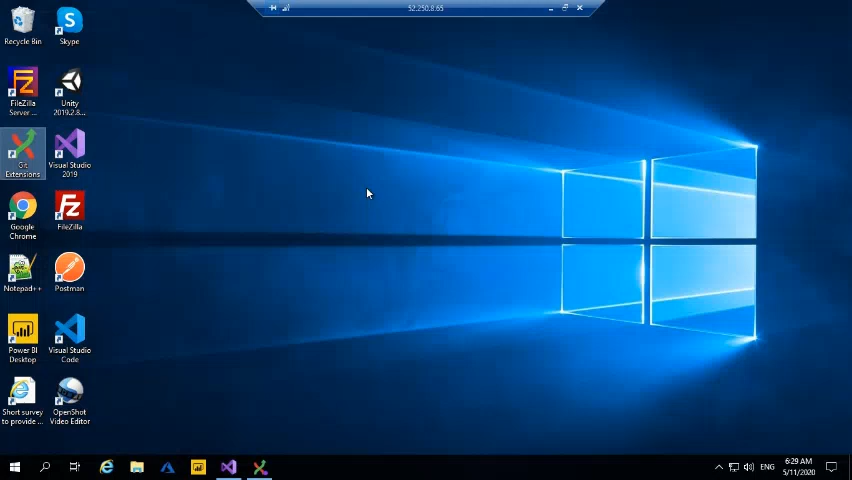 52.250.8.65
Recycle Bin
Skype
FileZilla
Server ...
Unity
2019.2.8...
Git
Extensions
Visual Studio
2019
Google
Chrome
FileZilla
Notepad++
Postman
Power BI
Desktop
Visual Studio
Code
Short survey
to provide ...
OpenShot
Video Editor
ENG
6:29 AM
5/11/2020